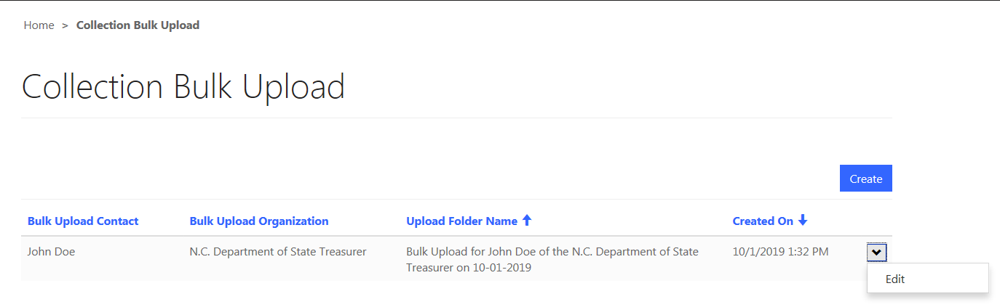 Home > Collection Bulk Upload
Collection Bulk Upload
Create
Bulk Upload Contact Bulk Upload Organization Upload Folder Name Created On
John Doe N.C. Department of State Treasurer Bulk Upload for John Doe of the N.C. Department of State 10/1/2019 1:32 PM
Treasurer on 10-01-2019
Edit